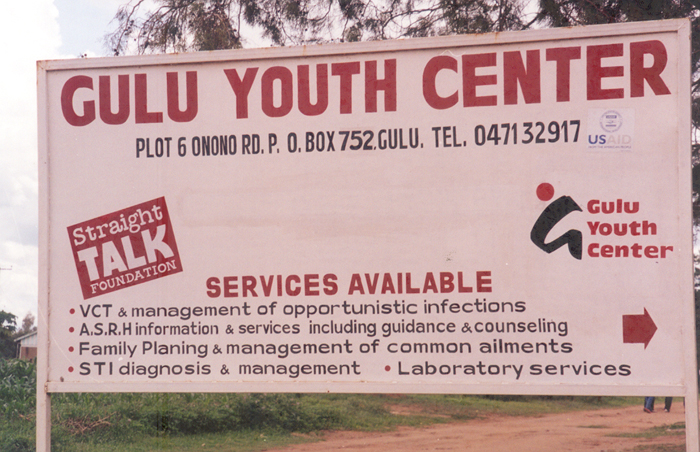 GULU YOUTH CENTER
PLOT 6 ONONO RD. P. O. BOX 752, GULU. TEL. 047132917
USAID
Straight
TALK
FOUNDATION
Gulu
Youth
Center
SERVICES AVAILABLE
• VCT & management of opportunistic infections
• A.S.R.H information & services including guidance & counseling
• Family Planing & management of common ailments
• STI diagnosis & management • Laboratory services